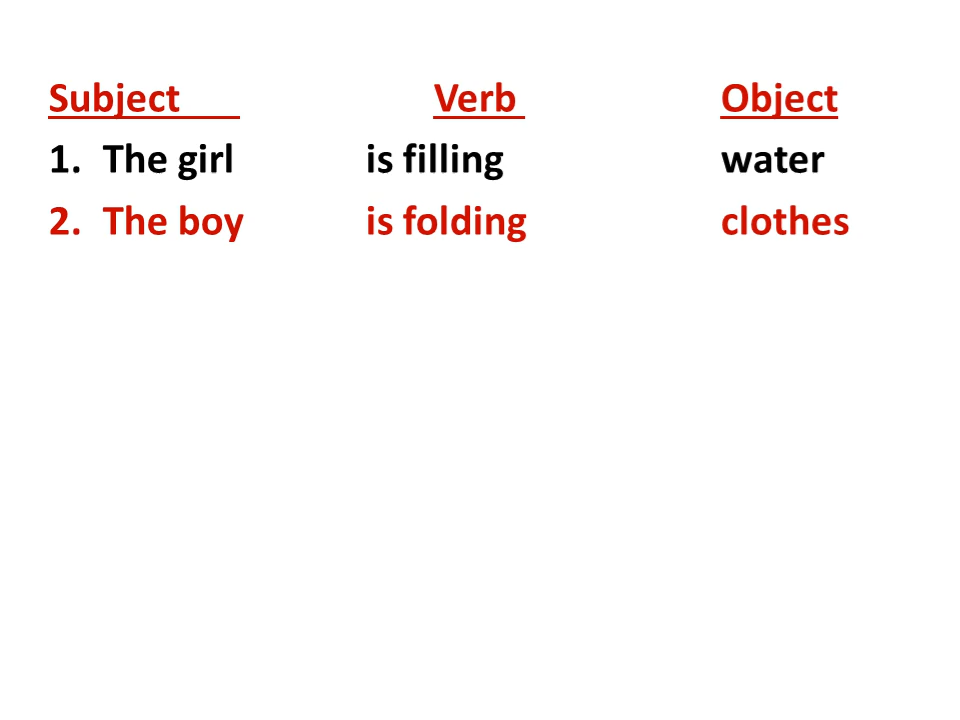 Subject Verb Object
1. The girl is filling water
2. The boy is folding clothes